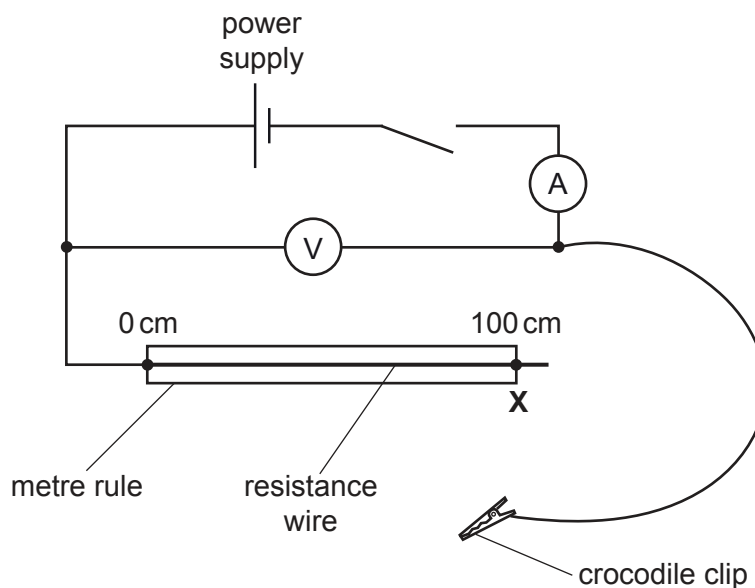 power
supply
A
V
0 cm
100 cm
X
metre rule
resistance
wire
crocodile clip